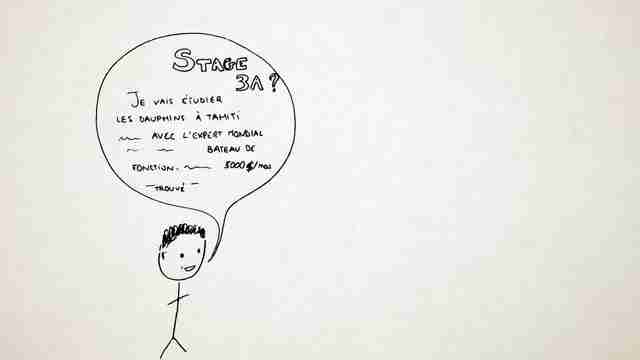 STAGE
3A ?
JE VAIS ÉTUDIER
LES DAUPHINS À TAHITI
AVEC L'EXPERT MONDIAL
BATEAU DE
FONCTION. 5000 $/mois
- TROUVÉ -